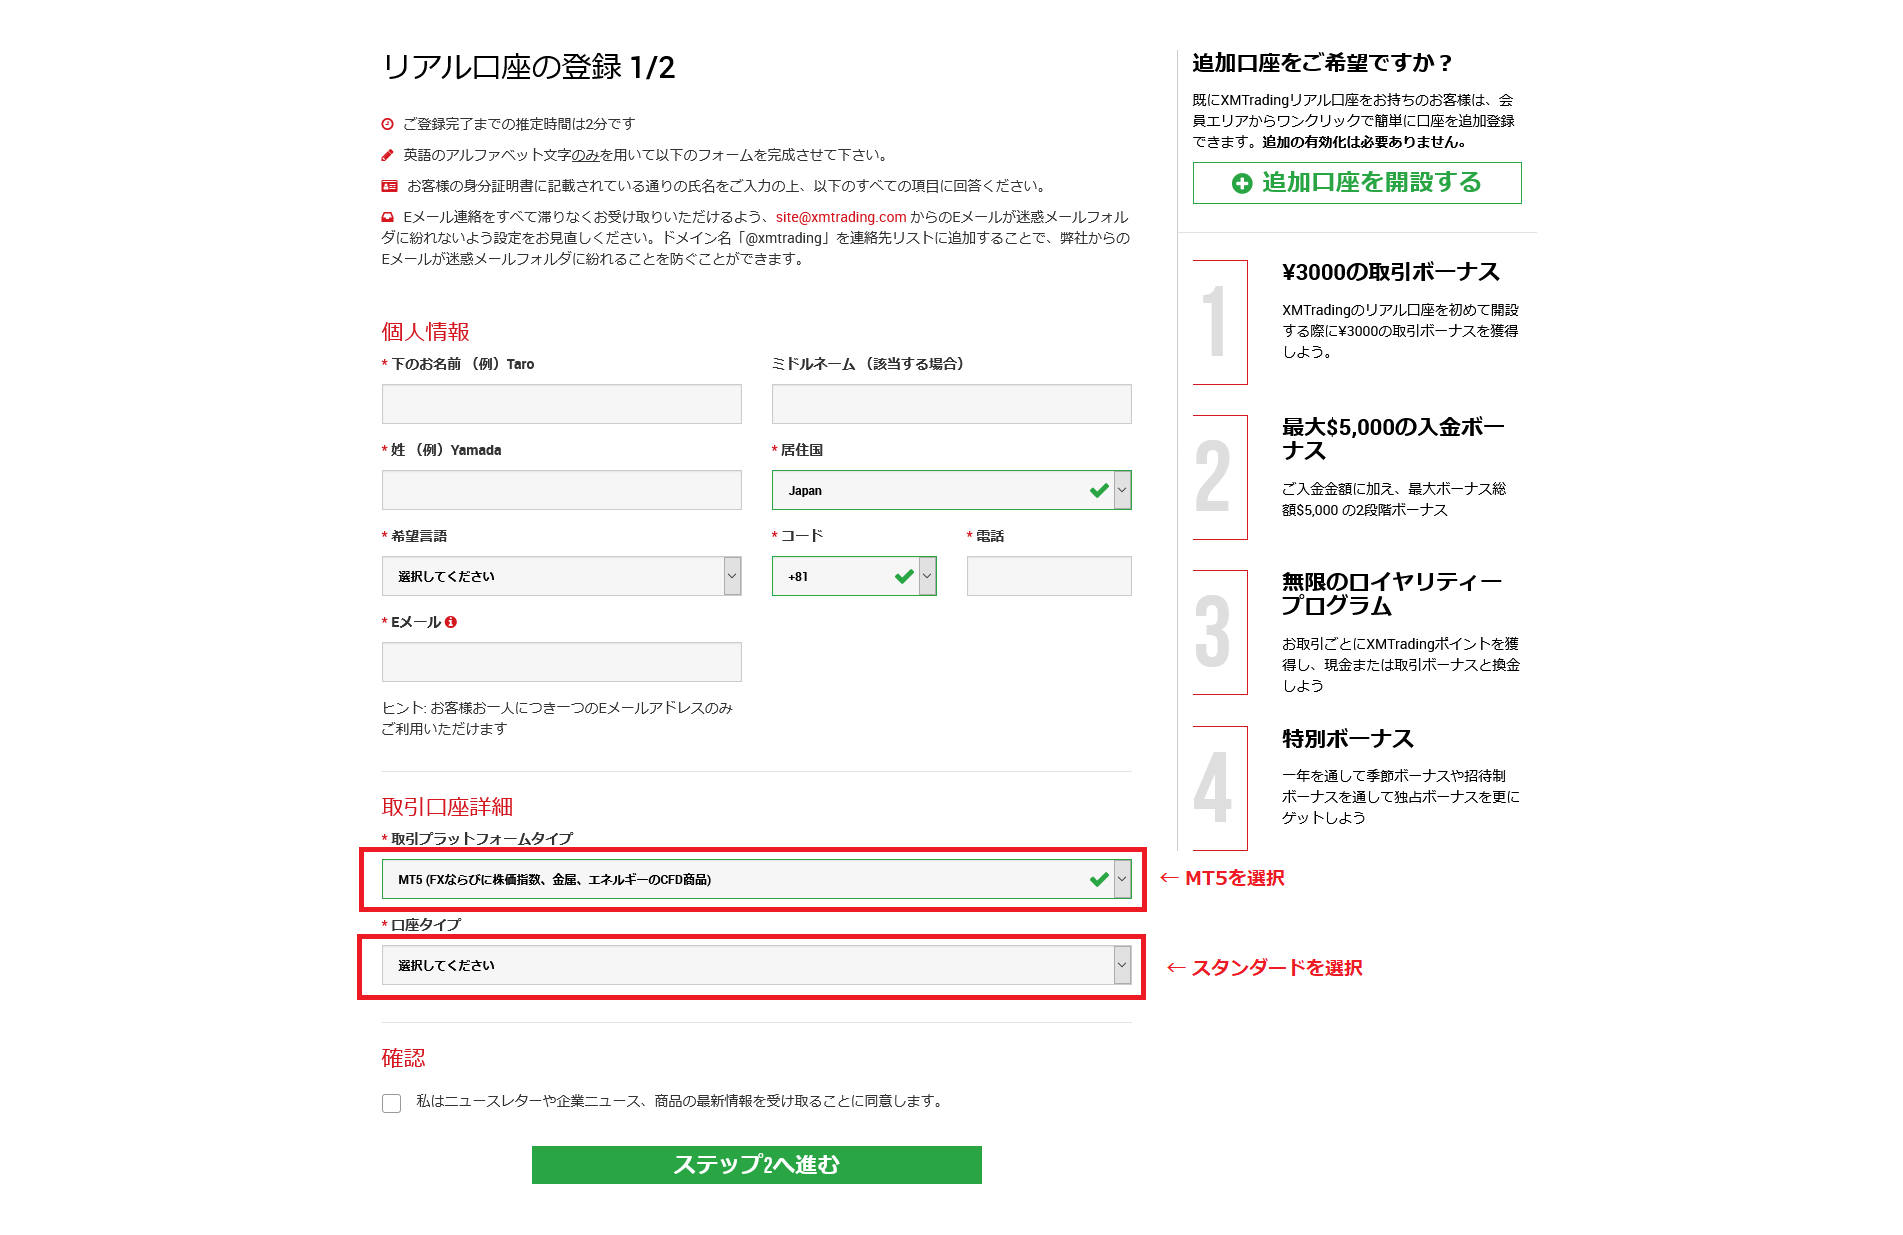 リアル口座の登録 1/2
ご登録完了までの推定時間は2分です
英語のアルファベット文字のみを用いて以下のフォームを完成させて下さい。
お客様の身分証明書に記載されている通りの氏名をご入力の上、以下のすべての項目に回答ください。
Eメール連絡をすべて滞りなくお受け取りいただけるよう、site@xmtrading.com からのEメールが迷惑メールフォル
ダに紛れないよう設定をお見直しください。ドメイン名「@xmtrading」を連絡先リストに追加することで、弊社からの
Eメールが迷惑メールフォルダに紛れることを防ぐことができます。
個人情報
* 下のお名前 （例）Taro
ミドルネーム （該当する場合）
* 姓 （例）Yamada
* 居住国
Japan
* 希望言語
* コード
* 電話
選択してください
+81
* Eメール
ヒント: お客様お一人につき一つのEメールアドレスのみ
ご利用いただけます
取引口座詳細
* 取引プラットフォームタイプ
MT5 (FXならびに株価指数、金属、エネルギーのCFD商品)
← MT5を選択
* 口座タイプ
選択してください
← スタンダードを選択
確認
私はニュースレターや企業ニュース、商品の最新情報を受け取ることに同意します。
ステップ2へ進む
追加口座をご希望ですか？
既にXMTradingリアル口座をお持ちのお客様は、会
員エリアからワンクリックで簡単に口座を追加登録
できます。追加の有効化は必要ありません。
追加口座を開設する
1
¥3000の取引ボーナス
XMTradingのリアル口座を初めて開設
する際に¥3000の取引ボーナスを獲得
しよう。
2
最大$5,000の入金ボー
ナス
ご入金金額に加え、最大ボーナス総
額$5,000 の2段階ボーナス
3
無限のロイヤリティー
プログラム
お取引ごとにXMTradingポイントを獲
得し、現金または取引ボーナスと換金
しよう
4
特別ボーナス
一年を通して季節ボーナスや招待制
ボーナスを通して独占ボーナスを更に
ゲットしよう